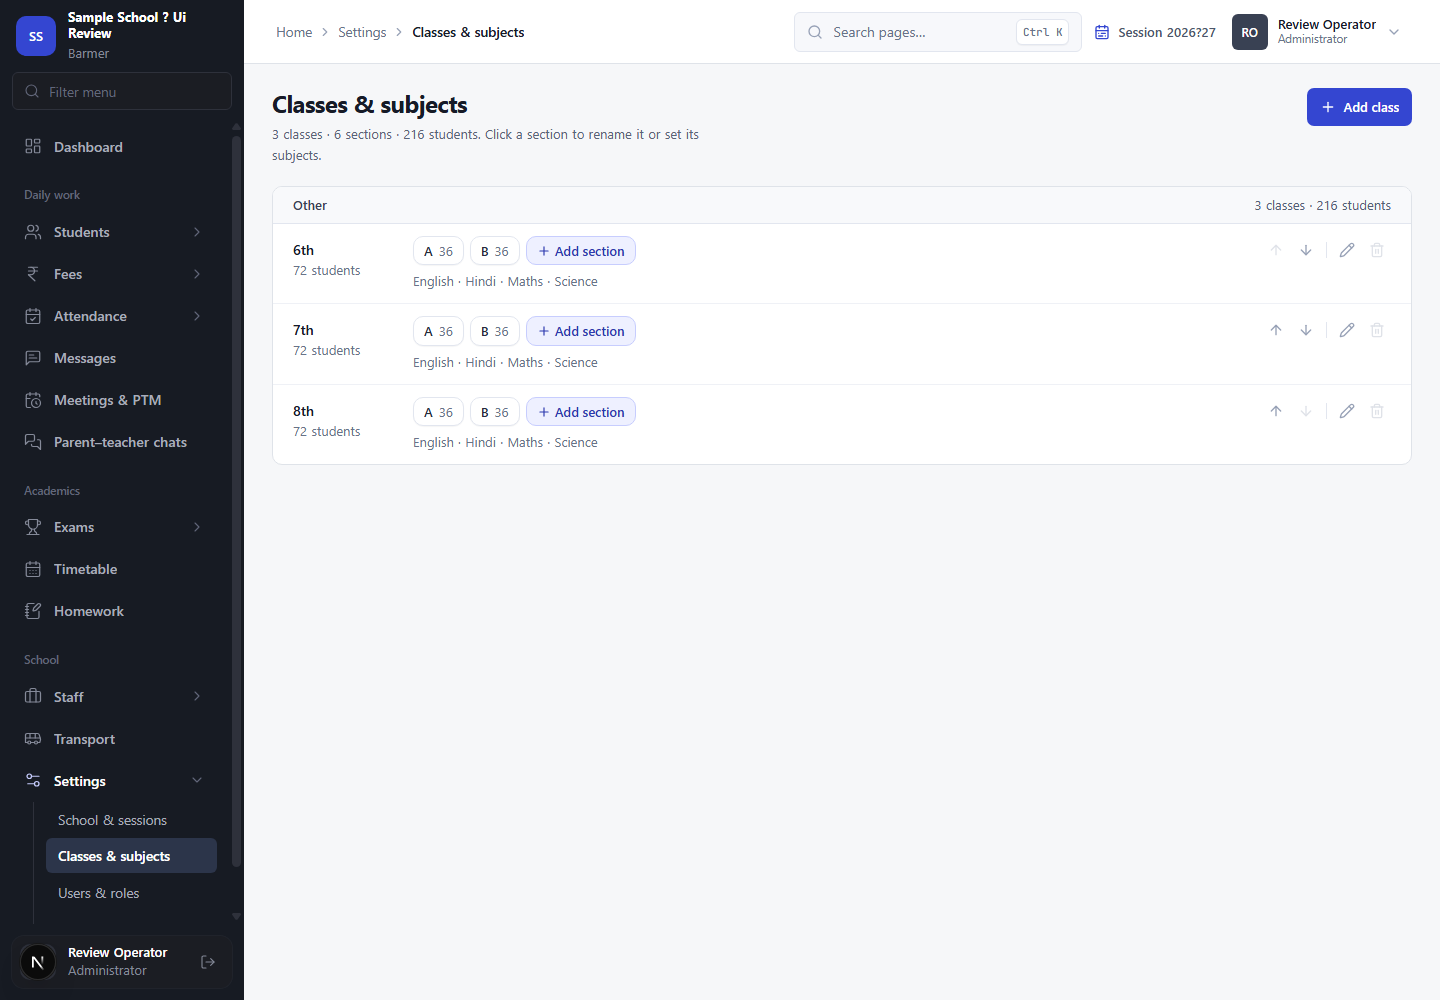 SS
Sample School ? Ui
Review
Barmer
Filter menu
Dashboard
Daily work
Students
Fees
Attendance
Messages
Meetings & PTM
Parent–teacher chats
Academics
Exams
Timetable
Homework
School
Staff
Transport
Settings
School & sessions
Classes & subjects
Users & roles
N
Review Operator
Administrator
Home > Settings > Classes & subjects
Search pages... Ctrl K
Session 2026?27
RO
Review Operator
Administrator
Classes & subjects
+ Add class
3 classes · 6 sections · 216 students. Click a section to rename it or set its
subjects.
Other
3 classes · 216 students
6th
72 students
A 36 B 36 + Add section
English · Hindi · Maths · Science
7th
72 students
A 36 B 36 + Add section
English · Hindi · Maths · Science
8th
72 students
A 36 B 36 + Add section
English · Hindi · Maths · Science